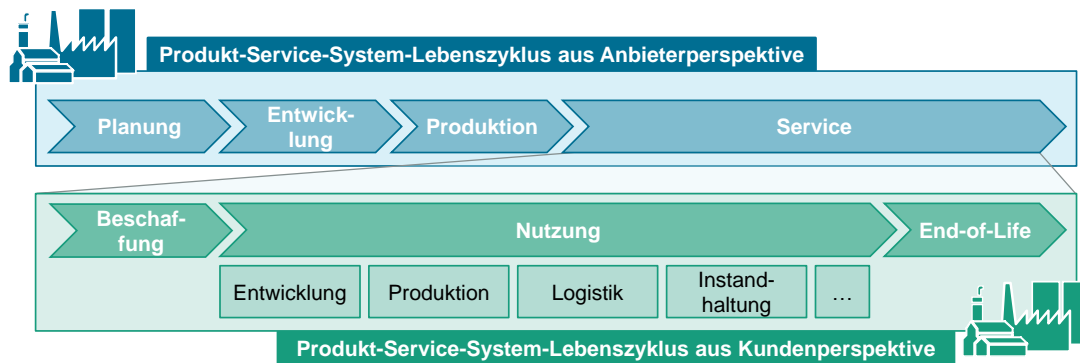 Produkt-Service-System-Lebenszyklus aus Anbieterperspektive
Planung
Entwick-
lung
Produktion
Service
Beschaf-
fung
Nutzung
End-of-Life
Entwicklung
Produktion
Logistik
Instand-
haltung
...
Produkt-Service-System-Lebenszyklus aus Kundenperspektive